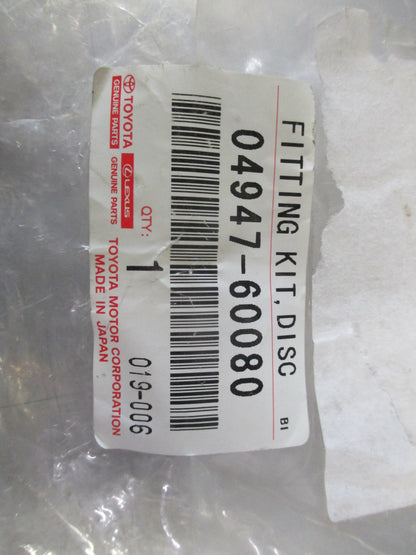 FITTING KIT, DISC
BI
04947-60080
QTY:
1
019-006
TOYOTA
GENUINE PARTS
LEXUS
GENUINE PARTS
TOYOTA MOTOR CORPORATION
MADE IN JAPAN